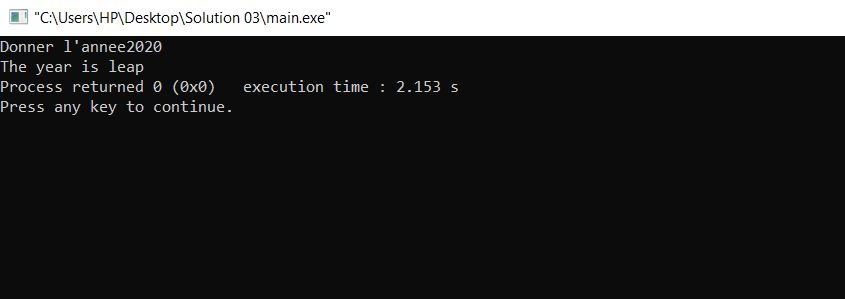 "C:\Users\HP\Desktop\Solution 03\main.exe"
Donner l'annee2020
The year is leap
Process returned 0 (0x0)   execution time : 2.153 s
Press any key to continue.